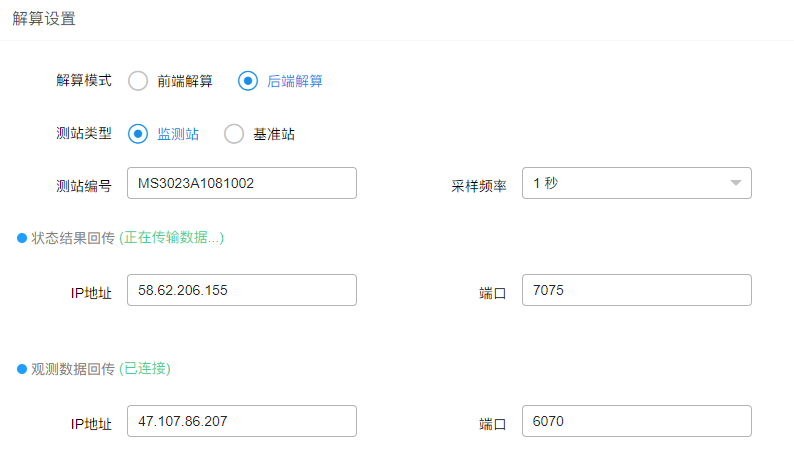 解算设置
解算模式 前端解算 后端解算
测站类型 监测站 基准站
测站编号 MS3023A1081002 采样频率 1 秒
状态结果回传 (正在传输数据...)
IP地址 58.62.206.155 端口 7075
观测数据回传 (已连接)
IP地址 47.107.86.207 端口 6070